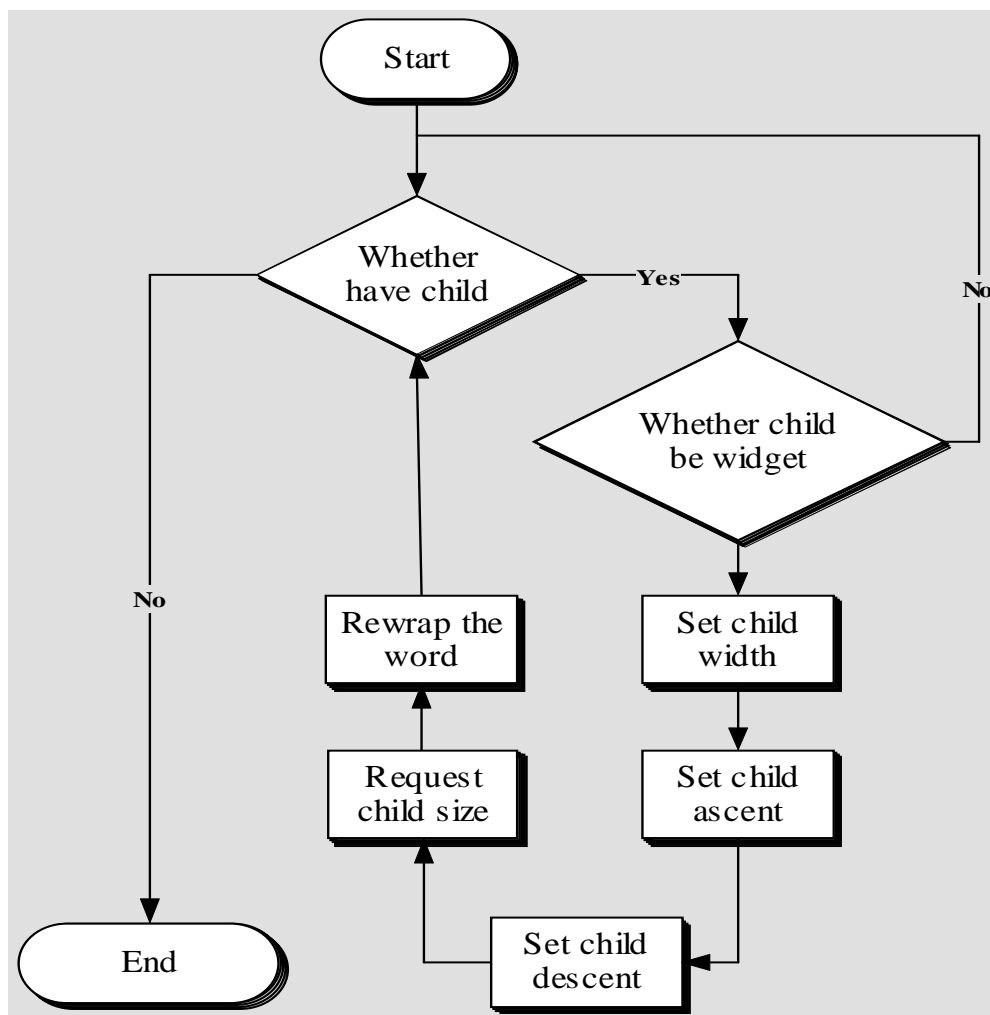 Start
Whether
have child
Yes
No
Whether child
be widget
No
Rewrap the
word
Set child
width
Request
child size
Set child
ascent
Set child
descent
End